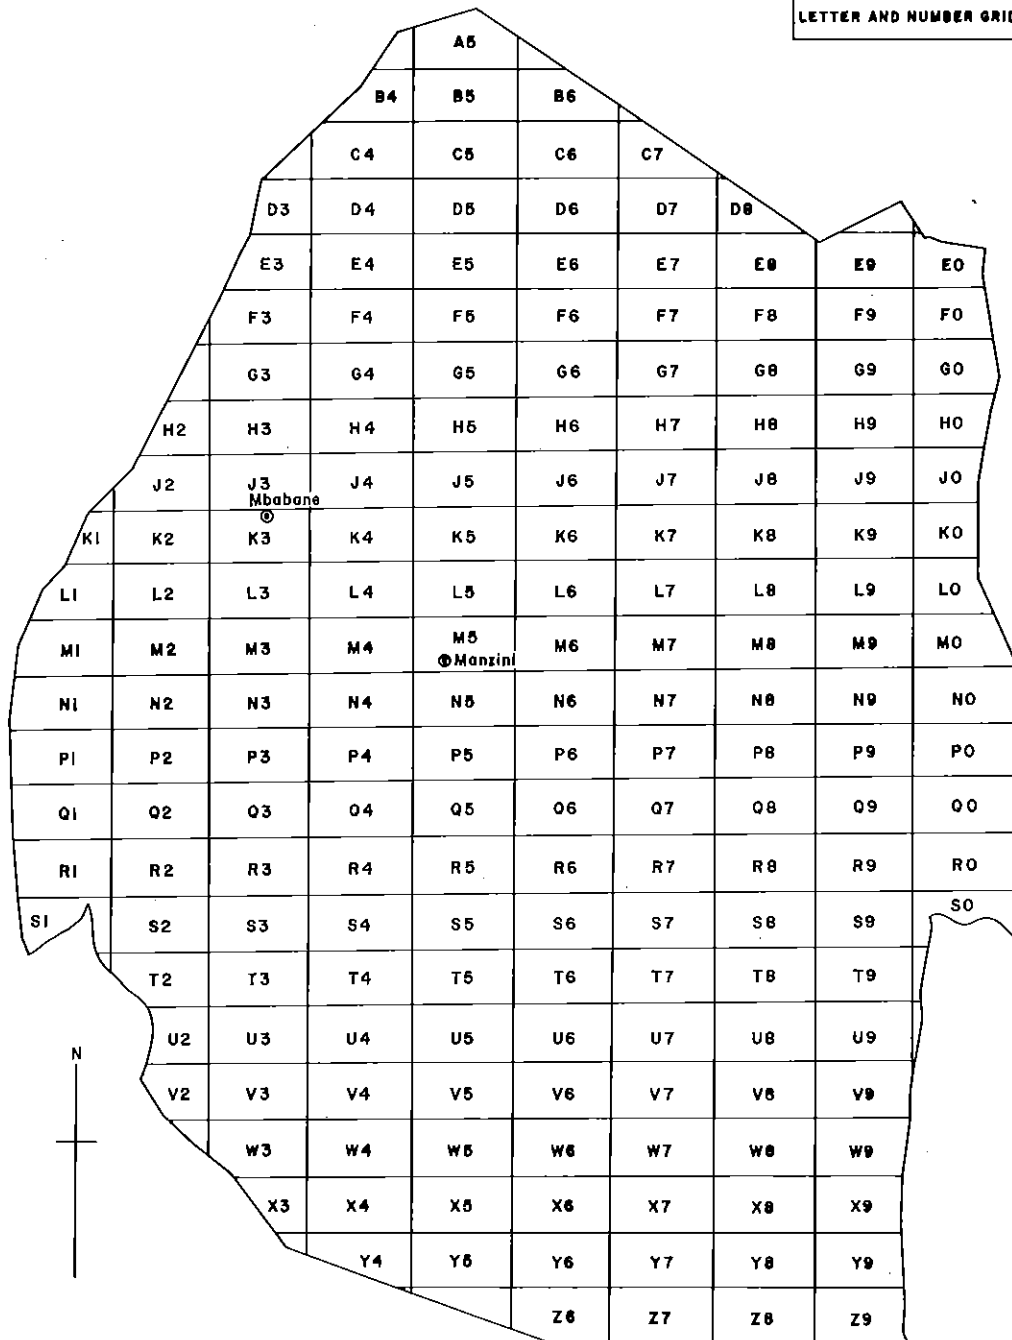 LETTER AND NUMBER GRID
A5
B4 B5 B6
C4 C5 C6 C7
D3 D4 D5 D6 D7 D8
E3 E4 E5 E6 E7 E8 E9 E0
F3 F4 F5 F6 F7 F8 F9 F0
G3 G4 G5 G6 G7 G8 G9 G0
H2 H3 H4 H5 H6 H7 H8 H9 H0
J2 J3 J4 J5 J6 J7 J8 J9 J0
Mbabane
K1 K2 K3 K4 K5 K6 K7 K8 K9 K0
L1 L2 L3 L4 L5 L6 L7 L8 L9 L0
M1 M2 M3 M4 M5 M6 M7 M8 M9 M0
Manzini
N1 N2 N3 N4 N5 N6 N7 N8 N9 N0
P1 P2 P3 P4 P5 P6 P7 P8 P9 P0
Q1 Q2 Q3 Q4 Q5 Q6 Q7 Q8 Q9 Q0
R1 R2 R3 R4 R5 R6 R7 R8 R9 R0
S1 S2 S3 S4 S5 S6 S7 S8 S9 S0
T2 T3 T4 T5 T6 T7 T8 T9
U2 U3 U4 U5 U6 U7 U8 U9
N
V2 V3 V4 V5 V6 V7 V8 V9
W3 W4 W5 W6 W7 W8 W9
X3 X4 X5 X6 X7 X8 X9
Y4 Y5 Y6 Y7 Y8 Y9
Z6 Z7 Z8 Z9